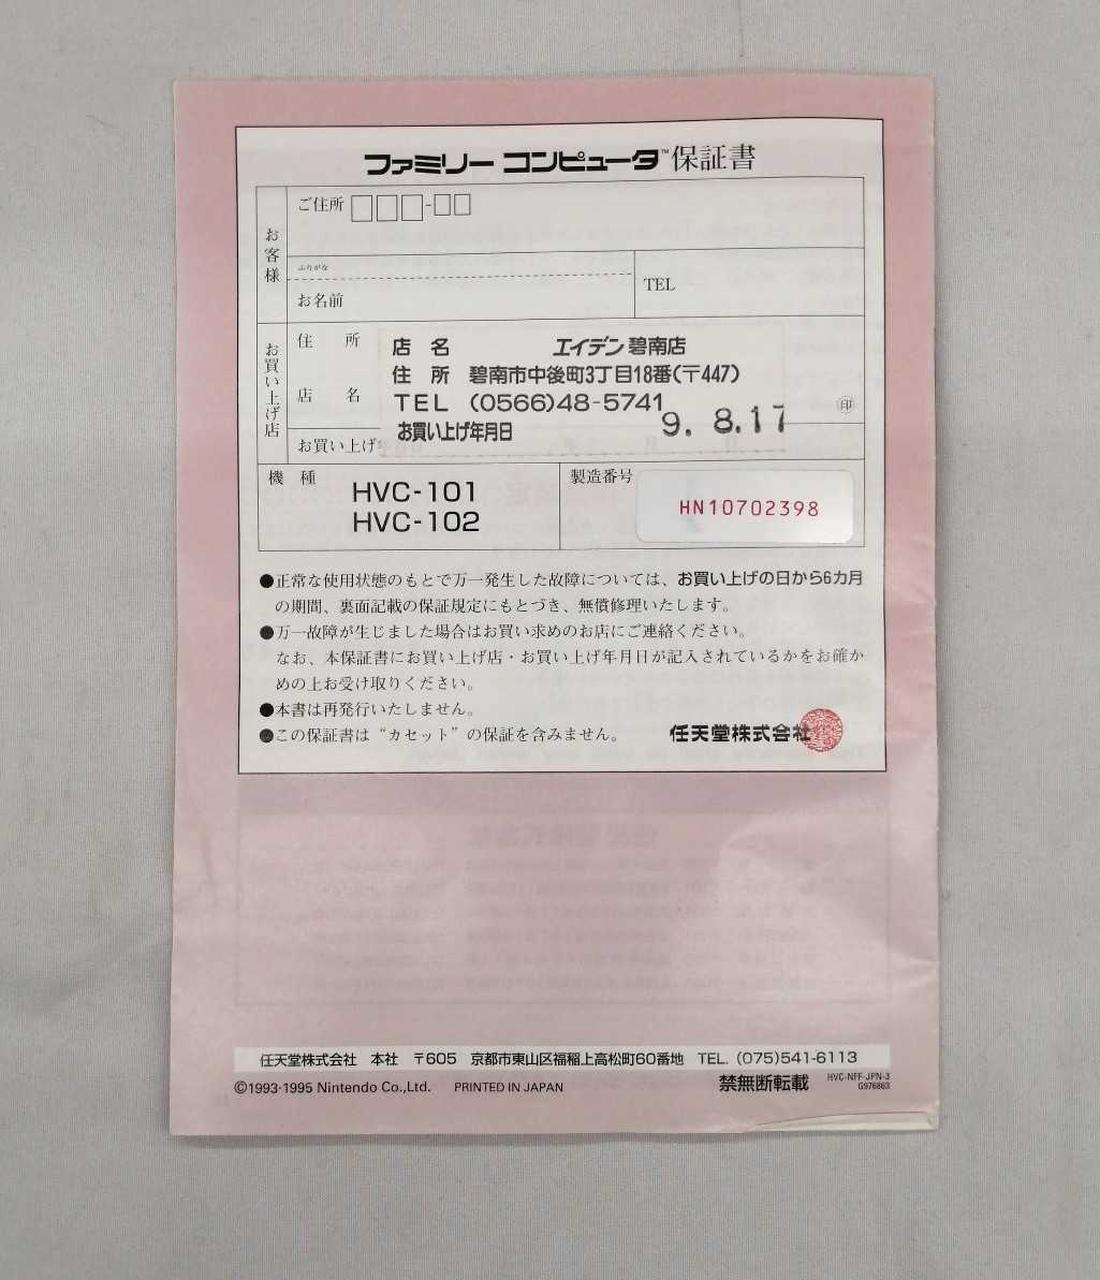 ファミリー コンピュータ™保証書
お客様
ご住所 □□□-□□
ふりがな
お名前
TEL
お買い上げ店
住 所
店 名
お買い上げ
店 名 エイデン碧南店
住 所 碧南市中後町3丁目18番(〒447)
TEL (0566)48-5741
お買い上げ年月日 9. 8.17
印
機 種
HVC-101
HVC-102
製造番号
HN10702398
●正常な使用状態のもとで万一発生した故障については、お買い上げの日から6カ月
の期間、裏面記載の保証規定にもとづき、無償修理いたします。
●万一故障が生じました場合はお買い求めのお店にご連絡ください。
なお、本保証書にお買い上げ店・お買い上げ年月日が記入されているかをお確か
めの上お受け取りください。
●本書は再発行いたしません。
●この保証書は“カセット”の保証を含みません。
任天堂株式会社
任天堂株式会社 本社 〒605 京都市東山区福稲上高松町60番地 TEL. (075)541-6113
©1993·1995 Nintendo Co.,Ltd. PRINTED IN JAPAN
禁無断転載
HVC-NFF-JPN-3
G976863